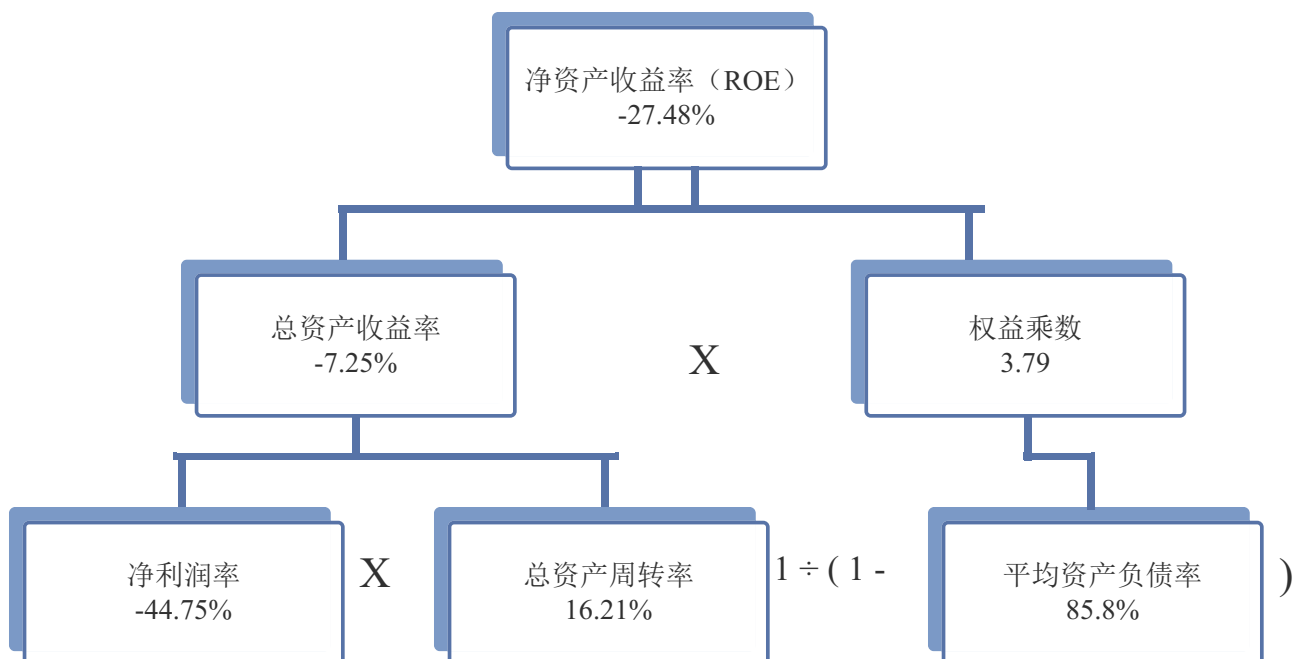 净资产收益率（ROE）
-27.48%
总资产收益率
-7.25%
X
权益乘数
3.79
净利润率
-44.75%
X
总资产周转率
16.21%
1 ÷ ( 1 -
平均资产负债率
85.8%
)